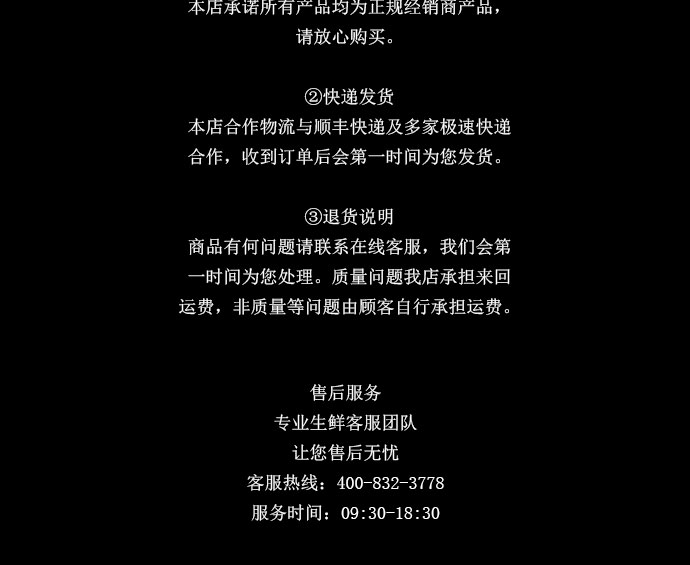 本店承诺所有产品均为正规经销商产品，
请放心购买。
②快递发货
本店合作物流与顺丰快递及多家极速快递
合作，收到订单后会第一时间为您发货。
③退货说明
商品有何问题请联系在线客服，我们会第
一时间为您处理。质量问题我店承担来回
运费，非质量等问题由顾客自行承担运费。
售后服务
专业生鲜客服团队
让您售后无忧
客服热线：400-832-3778
服务时间：09:30-18:30